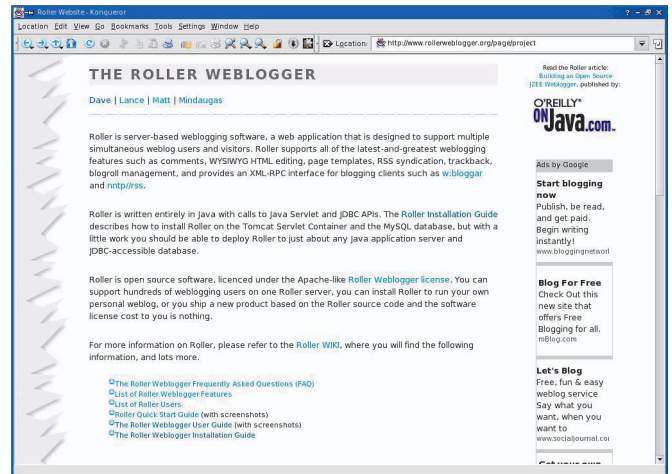 Roller Website - Konqueror
Location Edit View Go Bookmarks Tools Settings Window Help
Location: http://www.rollerweblogger.org/page/project
THE ROLLER WEBLOGGER
Dave | Lance | Matt | Mindaugas
Roller is server-based weblogging software, a web application that is designed to support multiple
simultaneous weblog users and visitors. Roller supports all of the latest-and-greatest weblogging
features such as comments, WYSIWYG HTML editing, page templates, RSS syndication, trackback,
blogroll management, and provides an XML-RPC interface for blogging clients such as w:bloggar
and nntp//rss.
Roller is written entirely in Java with calls to Java Servlet and JDBC APIs. The Roller Installation Guide
describes how to install Roller on the Tomcat Servlet Container and the MySQL database, but with a
little work you should be able to deploy Roller to just about any Java application server and
JDBC-accessible database.
Roller is open source software, licenced under the Apache-like Roller Weblogger license. You can
support hundreds of weblogging users on one Roller server, you can install Roller to run your own
personal weblog, or you ship a new product based on the Roller source code and the software
license cost to you is nothing.
For more information on Roller, please refer to the Roller WIKI, where you will find the following
information, and lots more.
The Roller Weblogger Frequently Asked Questions (FAQ)
List of Roller Weblogger Features
List of Roller Users
Roller Quick Start Guide (with screenshots)
The Roller Weblogger User Guide (with screenshots)
The Roller Weblogger Installation Guide
Read the Roller article:
Building an Open Source
J2EE Weblogger, published by:
O'REILLY
ONJava.com
Ads by Google
Start blogging
now
Publish, be read,
and get paid.
Begin writing
instantly!
www.bloggingnetworl
Blog For Free
Check Out this
new site that
offers Free
Blogging for all.
mBlog.com
Let's Blog
Free, fun & easy
weblog service
Say what you
want, when you
want to
www.socialjournal.coi
Get your own